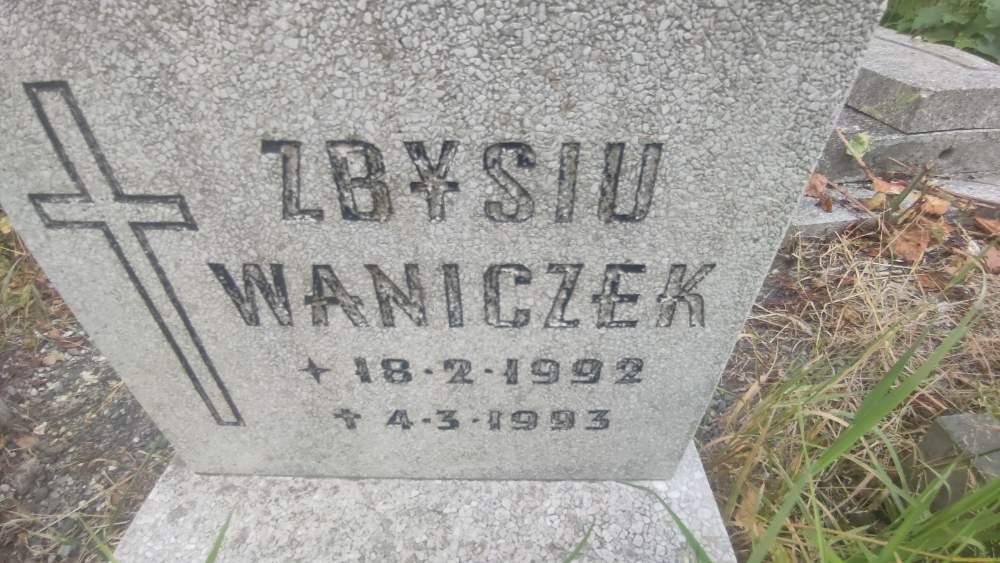 ZBYSIU
WANICZEK
✦ 18·2·1992
✝ 4·3·1993